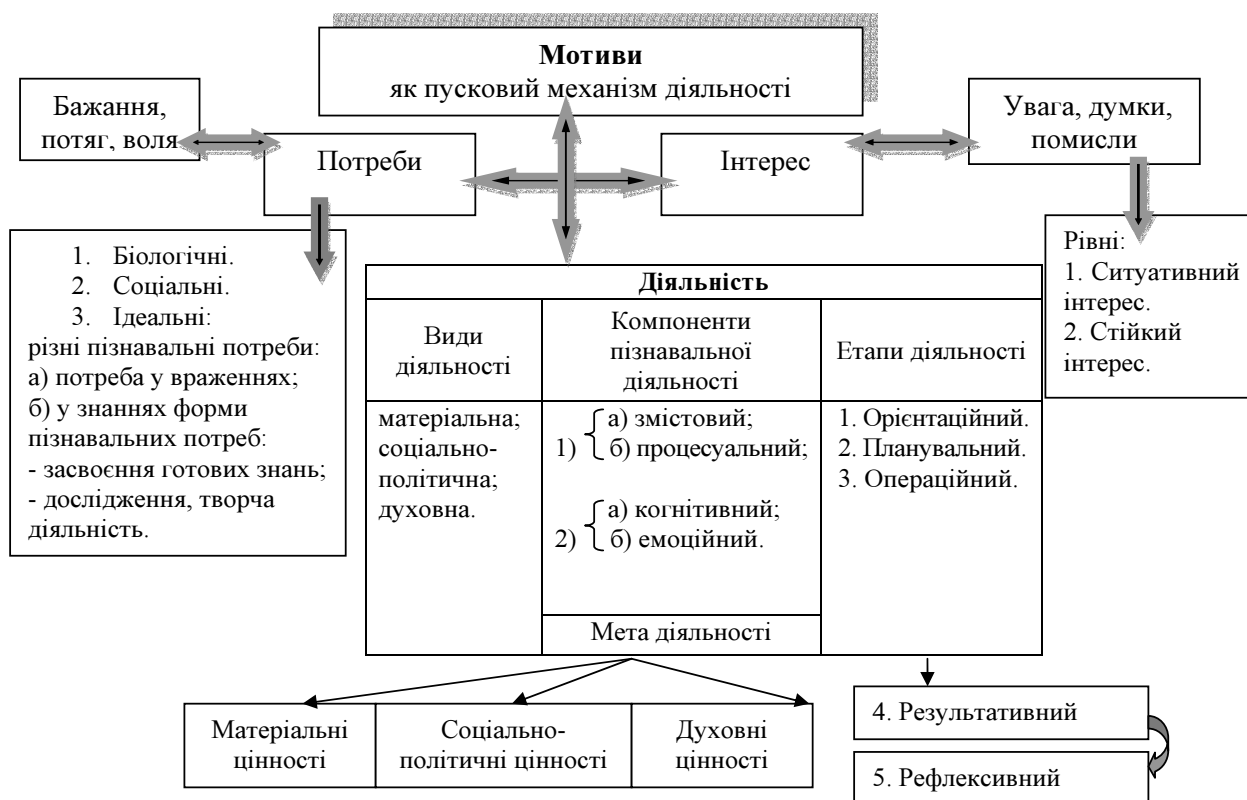 Мотиви
як пусковий механізм діяльності
Бажання,
потяг, воля
Потреби
Інтерес
Увага, думки,
помисли
1. Біологічні.
2. Соціальні.
3. Ідеальні:
різні пізнавальні потреби:
а) потреба у враженнях;
б) у знаннях форми
пізнавальних потреб:
- засвоєння готових знань;
- дослідження, творча
діяльність.
Рівні:
1. Ситуативний
інтерес.
2. Стійкий
інтерес.
Діяльність
Види
діяльності
Компоненти
пізнавальної
діяльності
Етапи діяльності
матеріальна;
соціально-
політична;
духовна.
1) а) змістовий;
б) процесуальний;
2) а) когнітивний;
б) емоційний.
1. Орієнтаційний.
2. Планувальний.
3. Операційний.
Мета діяльності
Матеріальні
цінності
Соціально-
політичні цінності
Духовні
цінності
4. Результативний
5. Рефлексивний